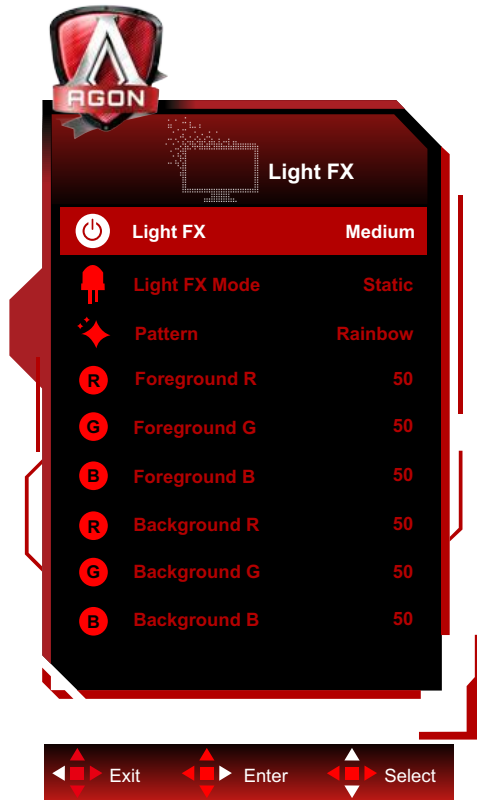 AGON
Light FX
Light FX Medium
Light FX Mode Static
Pattern Rainbow
R Foreground R 50
G Foreground G 50
B Foreground B 50
R Background R 50
G Background G 50
B Background B 50
Exit Enter Select